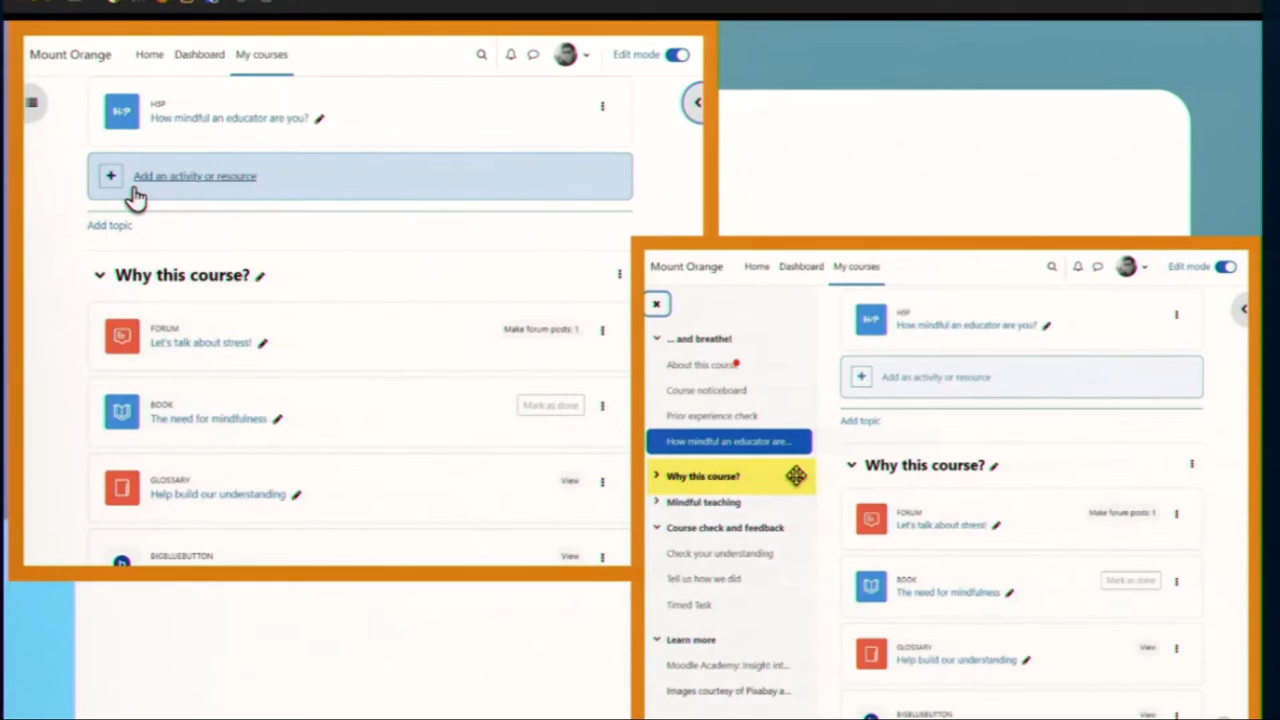 Mount Orange Home Dashboard My courses Edit mode
H5P
How mindful an educator are you?
Add an activity or resource
Add topic
Why this course?
FORUM
Let's talk about stress!
Make forum posts: 1
BOOK
The need for mindfulness
Mark as done
GLOSSARY
Help build our understanding
View
BIGBLUEBUTTON
View
Mount Orange Home Dashboard My courses Edit mode
... and breathe!
About this course
Course noticeboard
Prior experience check
How mindful an educator are...
Why this course?
Mindful teaching
Course check and feedback
Check your understanding
Tell us how we did
Timed Task
Learn more
Moodle Academy: Insight int...
Images courtesy of Pixabay a...
H5P
How mindful an educator are you?
Add an activity or resource
Add topic
Why this course?
FORUM
Let's talk about stress!
Make forum posts: 1
BOOK
The need for mindfulness
Mark as done
GLOSSARY
Help build our understanding
View
BIGBLUEBUTTON
View